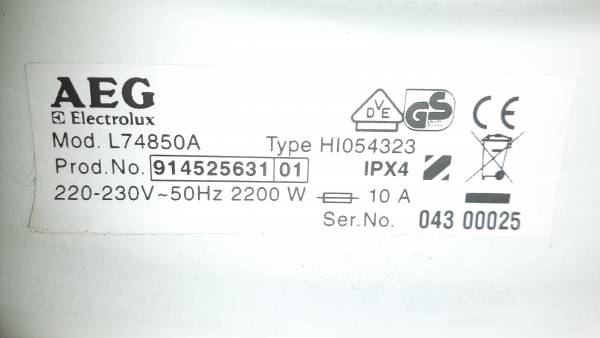 AEG
Electrolux
Mod. L74850A Type HI054323
Prod.No. 914525631 01 IPX4
220-230V~50Hz 2200 W 10 A
Ser.No. 043 00025
VDE
GS
CE